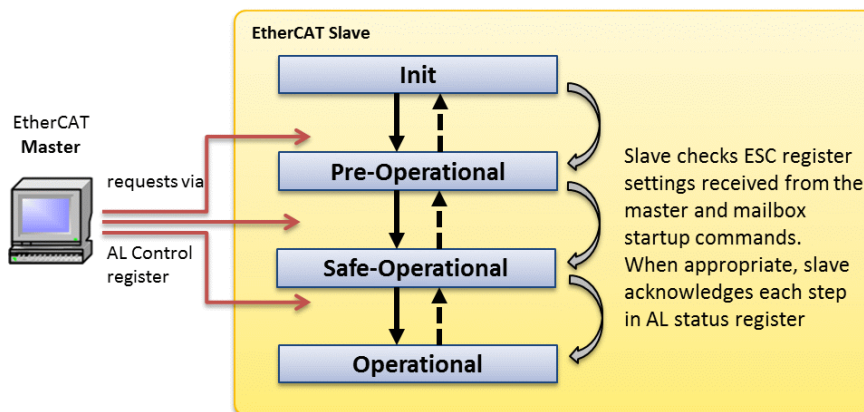 EtherCAT Slave
Init
EtherCAT
Master
requests via
Pre-Operational
AL Control
register
Safe-Operational
Operational
Slave checks ESC register
settings received from the
master and mailbox
startup commands.
When appropriate, slave
acknowledges each step
in AL status register